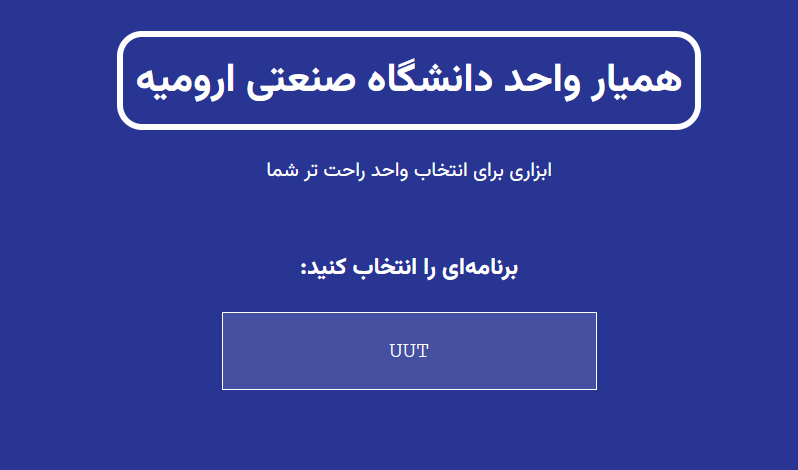 همیار واحد دانشگاه صنعتی ارومیه
ابزاری برای انتخاب واحد راحت تر شما
برنامه‌ای را انتخاب کنید:
UUT